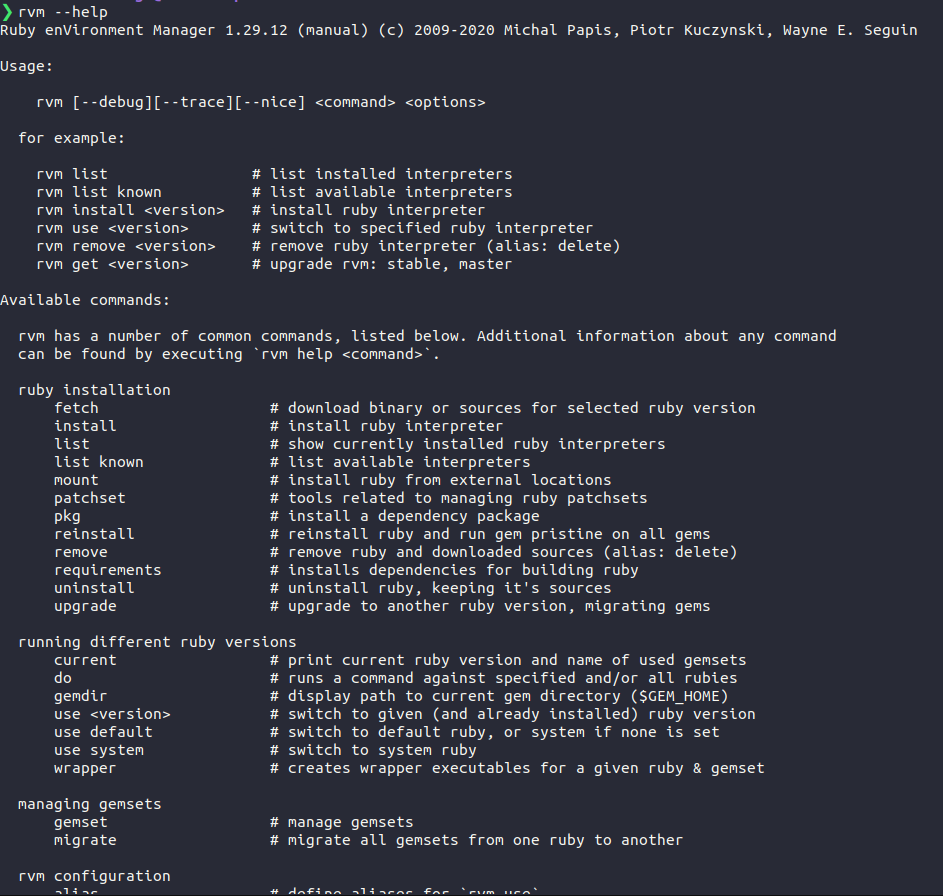 ❯ rvm --help
Ruby enVironment Manager 1.29.12 (manual) (c) 2009-2020 Michal Papis, Piotr Kuczynski, Wayne E. Seguin
Usage:
rvm [--debug][--trace][--nice] <command> <options>
for example:
rvm list # list installed interpreters
rvm list known # list available interpreters
rvm install <version> # install ruby interpreter
rvm use <version> # switch to specified ruby interpreter
rvm remove <version> # remove ruby interpreter (alias: delete)
rvm get <version> # upgrade rvm: stable, master
Available commands:
rvm has a number of common commands, listed below. Additional information about any command
can be found by executing `rvm help <command>`.
ruby installation
fetch # download binary or sources for selected ruby version
install # install ruby interpreter
list # show currently installed ruby interpreters
list known # list available interpreters
mount # install ruby from external locations
patchset # tools related to managing ruby patchsets
pkg # install a dependency package
reinstall # reinstall ruby and run gem pristine on all gems
remove # remove ruby and downloaded sources (alias: delete)
requirements # installs dependencies for building ruby
uninstall # uninstall ruby, keeping it's sources
upgrade # upgrade to another ruby version, migrating gems
running different ruby versions
current # print current ruby version and name of used gemsets
do # runs a command against specified and/or all rubies
gemdir # display path to current gem directory ($GEM_HOME)
use <version> # switch to given (and already installed) ruby version
use default # switch to default ruby, or system if none is set
use system # switch to system ruby
wrapper # creates wrapper executables for a given ruby & gemset
managing gemsets
gemset # manage gemsets
migrate # migrate all gemsets from one ruby to another
rvm configuration
alias # define aliases for `rvm use`